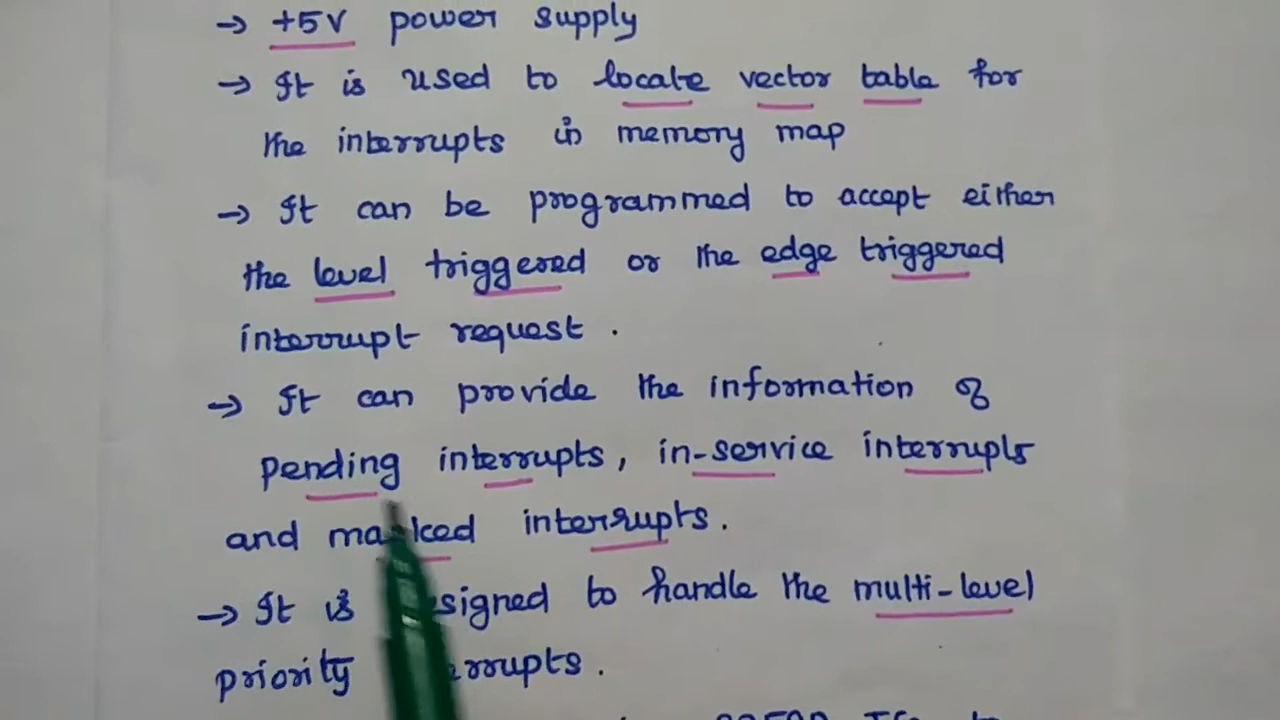 → +5V power supply
→ It is used to locate vector table for
the interrupts in memory map
→ It can be programmed to accept either
the level triggered or the edge triggered
interrupt request.
→ It can provide the information of
pending interrupts, in-service interrupts
and masked interrupts.
→ It is designed to handle the multi-level
priority interrupts.